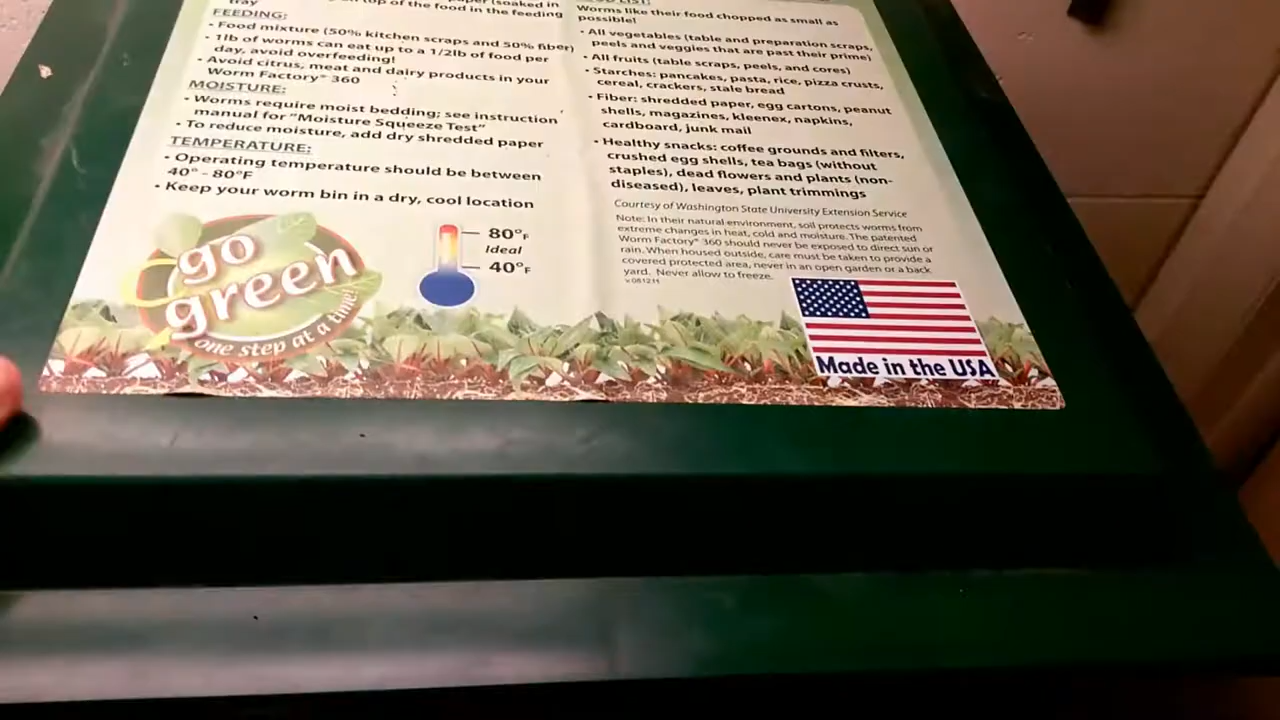 tray
on top of the food in the feeding
FEEDING:
• Food mixture (50% kitchen scraps and 50% fiber)
• 1lb of worms can eat up to a 1/2lb of food per
day, avoid overfeeding!
• Avoid citrus, meat and dairy products in your
Worm Factory® 360
MOISTURE:
• Worms require moist bedding; see instruction
manual for "Moisture Squeeze Test"
• To reduce moisture, add dry shredded paper
TEMPERATURE:
• Operating temperature should be between
40° - 80°F
• Keep your worm bin in a dry, cool location
go
green
one step at a time!
80°F
Ideal
40°F
Worms like their food chopped as small as
possible!
• All vegetables (table and preparation scraps,
peels and veggies that are past their prime)
• All fruits (table scraps, peels, and cores)
• Starches: pancakes, pasta, rice, pizza crusts,
cereal, crackers, stale bread
• Fiber: shredded paper, egg cartons, peanut
shells, magazines, kleenex, napkins,
cardboard, junk mail
• Healthy snacks: coffee grounds and filters,
crushed egg shells, tea bags (without
staples), dead flowers and plants (non-
diseased), leaves, plant trimmings
Courtesy of Washington State University Extension Service
Note: In their natural environment, soil protects worms from
extreme changes in heat, cold and moisture. The patented
Worm Factory® 360 should never be exposed to direct sun or
rain. When housed outside, care must be taken to provide a
covered protected area, never in an open garden or a back
yard. Never allow to freeze.
v.081211
Made in the USA